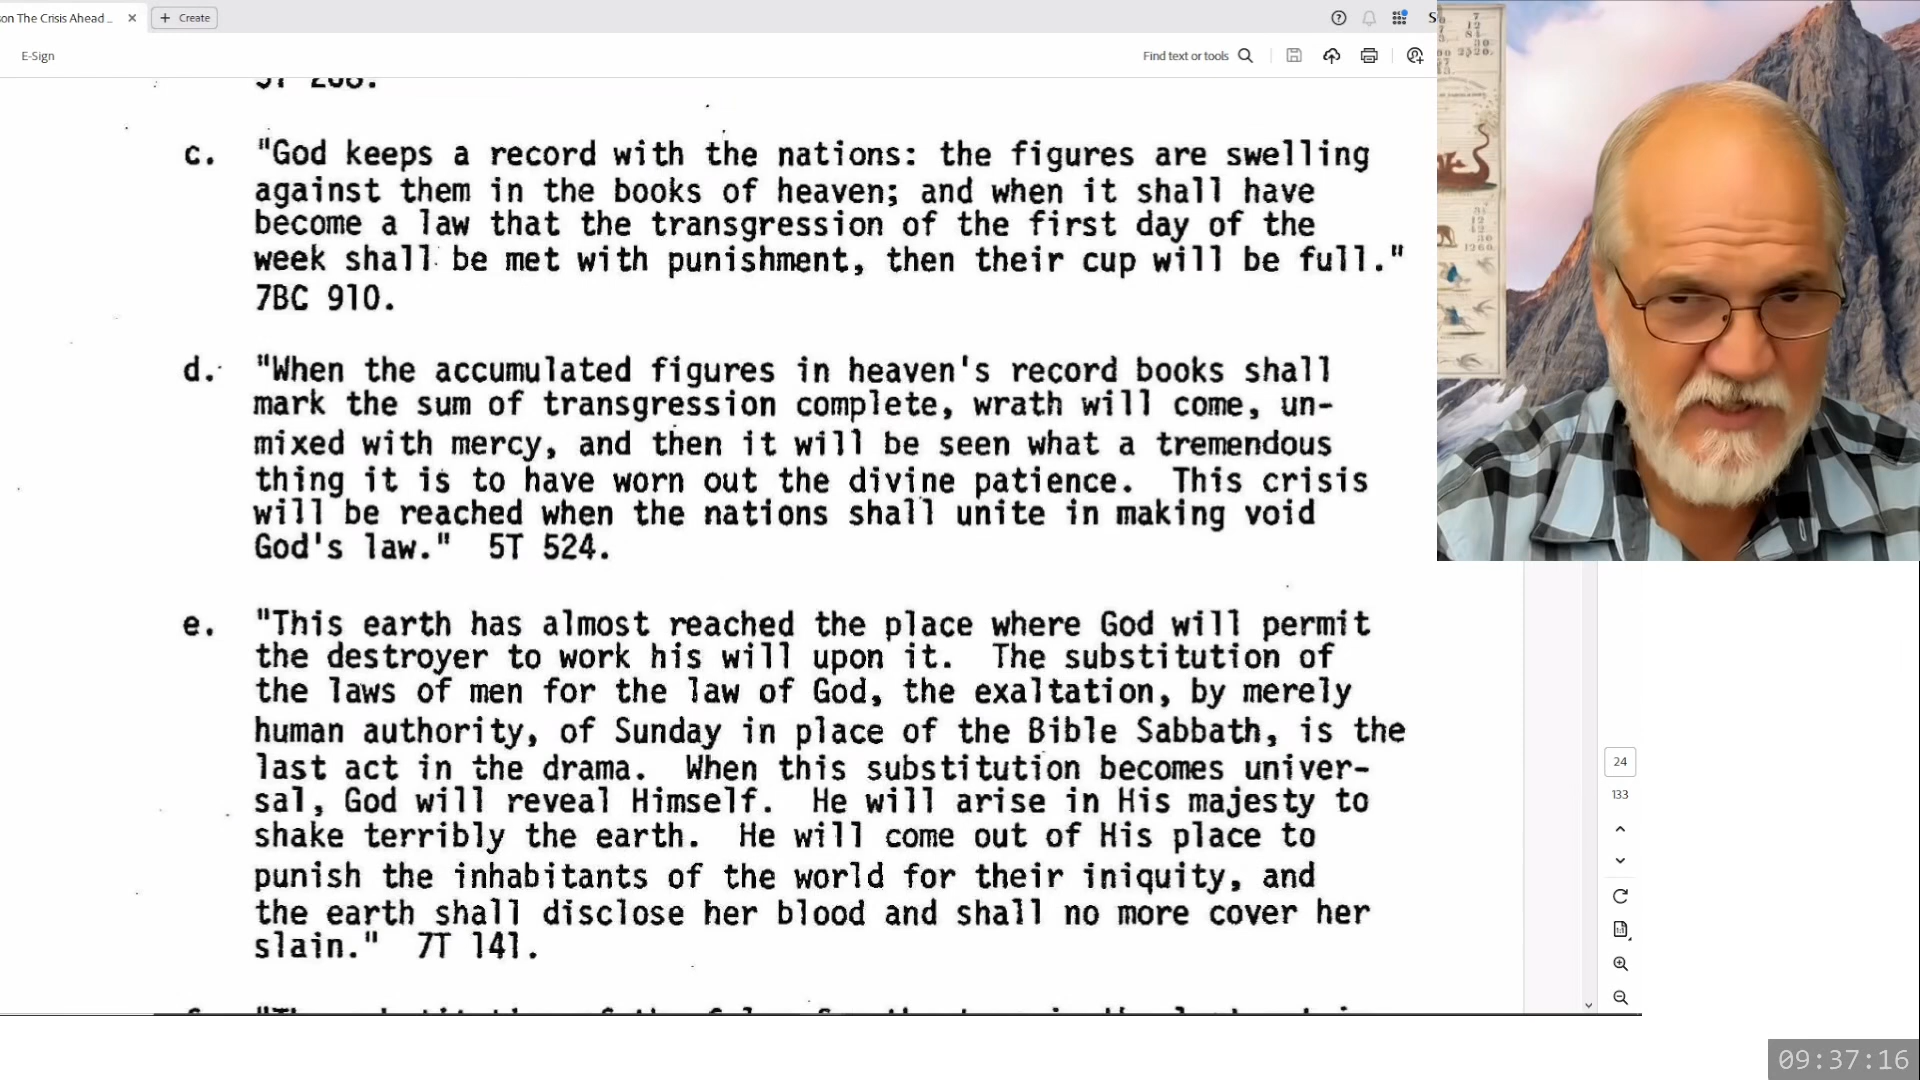 son The Crisis Ahead ...
Create
E-Sign
Find text or tools
c. "God keeps a record with the nations: the figures are swelling
against them in the books of heaven; and when it shall have
become a law that the transgression of the first day of the
week shall be met with punishment, then their cup will be full."
7BC 910.
d. "When the accumulated figures in heaven's record books shall
mark the sum of transgression complete, wrath will come, un-
mixed with mercy, and then it will be seen what a tremendous
thing it is to have worn out the divine patience. This crisis
will be reached when the nations shall unite in making void
God's law." 5T 524.
e. "This earth has almost reached the place where God will permit
the destroyer to work his will upon it. The substitution of
the laws of men for the law of God, the exaltation, by merely
human authority, of Sunday in place of the Bible Sabbath, is the
last act in the drama. When this substitution becomes univer-
sal, God will reveal Himself. He will arise in His majesty to
shake terribly the earth. He will come out of His place to
punish the inhabitants of the world for their iniquity, and
the earth shall disclose her blood and shall no more cover her
slain." 7T 141.
24
133
09:37:16